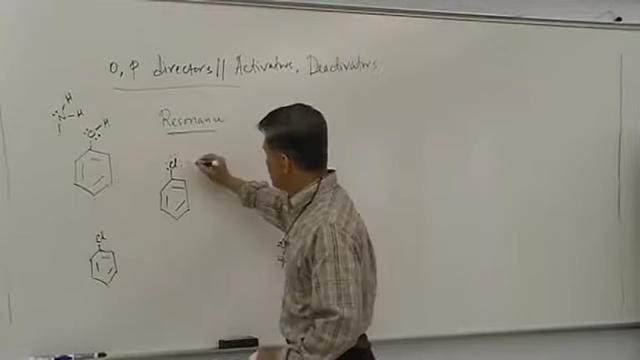 O, P directors// Activators, Deactivators
Resonance
H
N-H
O H
Cl
Cl